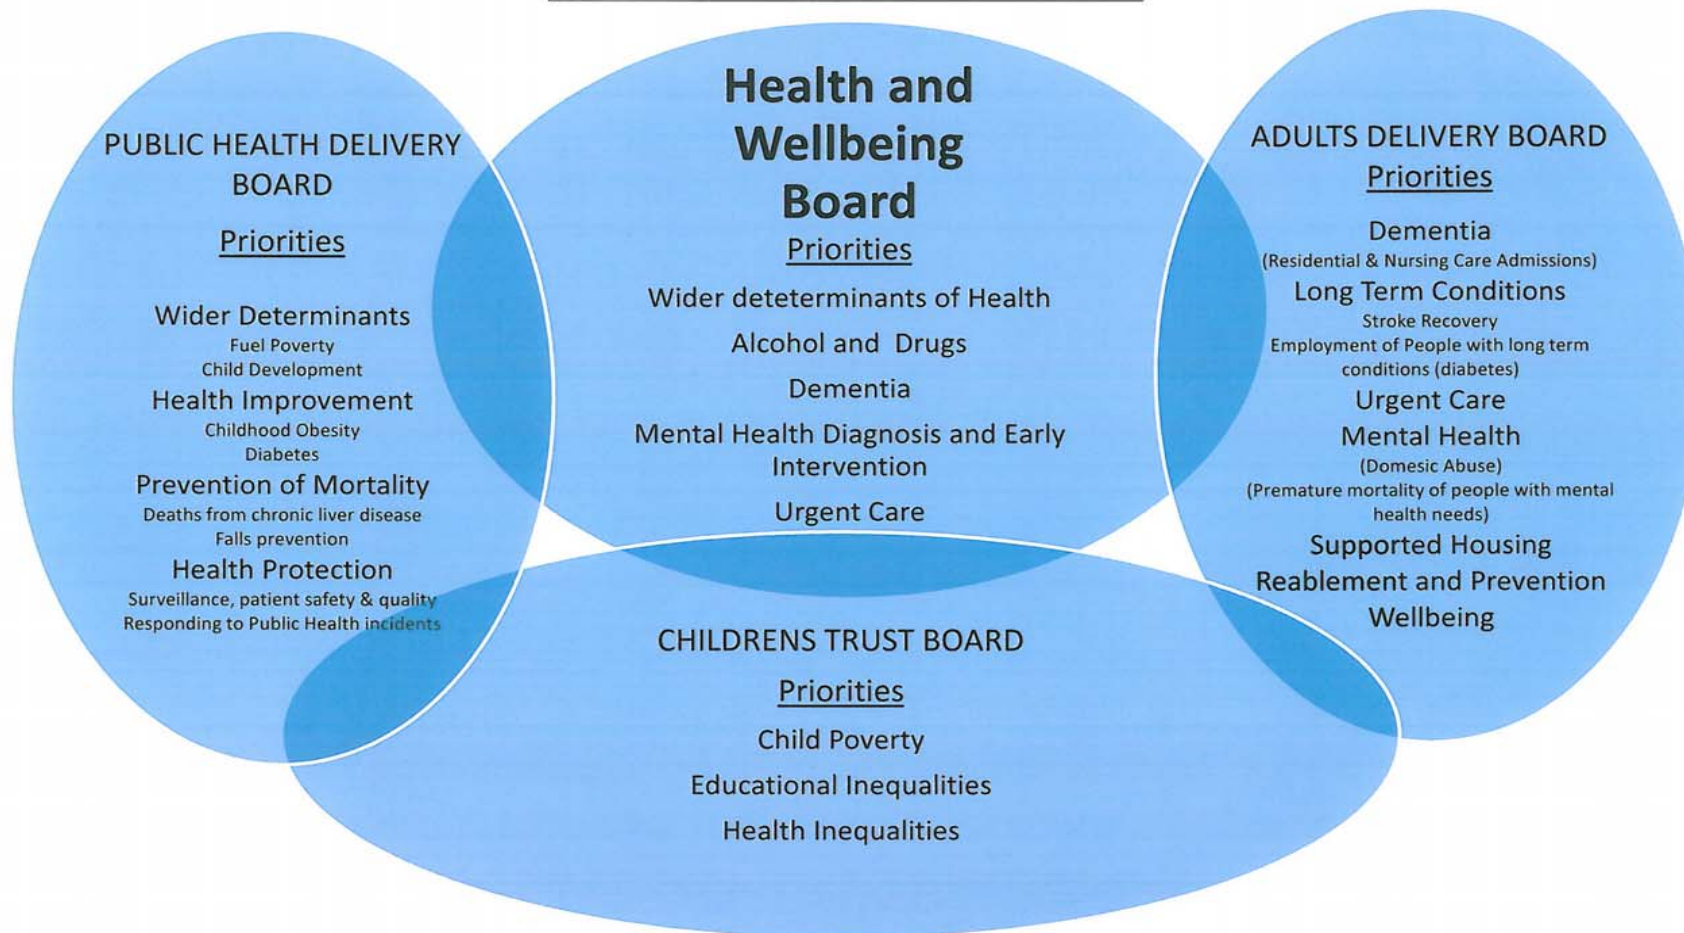 PUBLIC HEALTH DELIVERY
BOARD
Priorities
Wider Determinants
Fuel Poverty
Child Development
Health Improvement
Childhood Obesity
Diabetes
Prevention of Mortality
Deaths from chronic liver disease
Falls prevention
Health Protection
Surveillance, patient safety & quality
Responding to Public Health incidents
Health and
Wellbeing
Board
Priorities
Wider deteterminants of Health
Alcohol and Drugs
Dementia
Mental Health Diagnosis and Early
Intervention
Urgent Care
ADULTS DELIVERY BOARD
Priorities
Dementia
(Residential & Nursing Care Admissions)
Long Term Conditions
Stroke Recovery
Employment of People with long term
conditions (diabetes)
Urgent Care
Mental Health
(Domesic Abuse)
(Premature mortality of people with mental
health needs)
Supported Housing
Reablement and Prevention
Wellbeing
CHILDRENS TRUST BOARD
Priorities
Child Poverty
Educational Inequalities
Health Inequalities